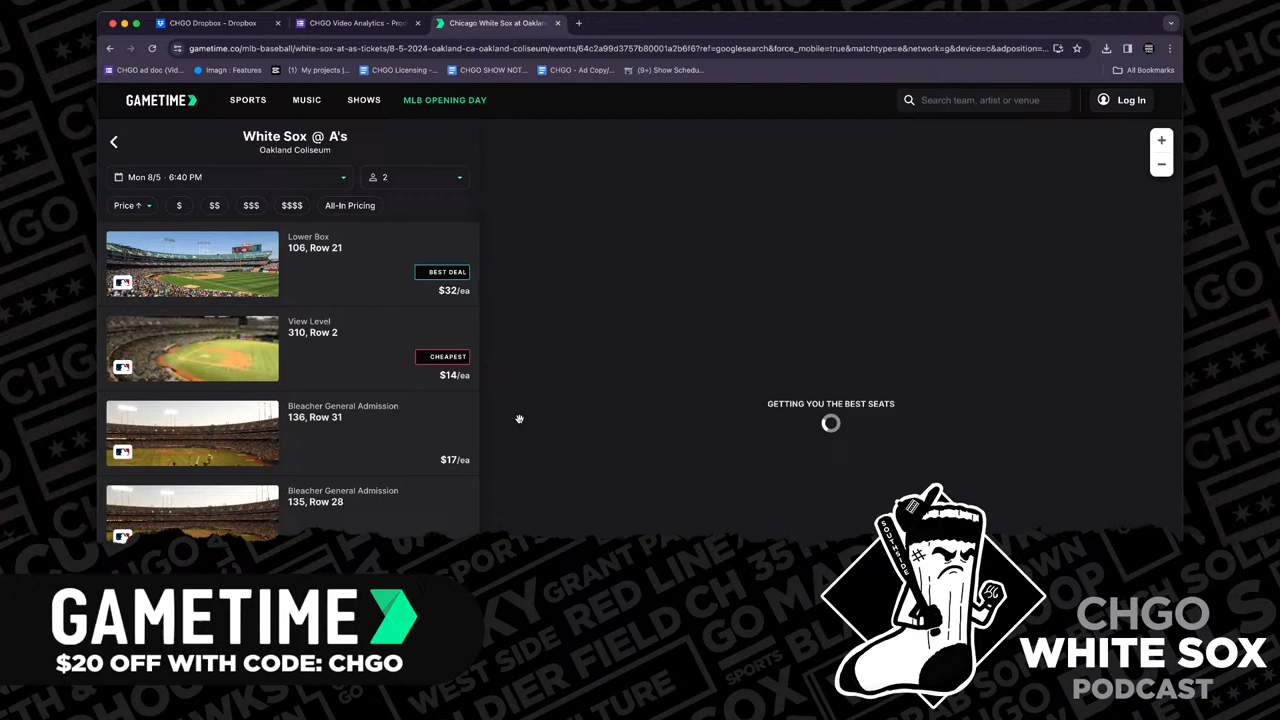 CHGO Dropbox - Dropbox
CHGO Video Analytics - Proc
Chicago White Sox at Oaklan
gametime.co/mlb-baseball/white-sox-at-as-tickets/8-5-2024-oakland-ca-oakland-coliseum/events/64c2a99d3757b80001a2b6f6?ref=googlesearch&force_mobile=true&matchtype=e&network=g&device=c&adposition=...
CHGO ad doc (Vid...
Imagn : Features
(1) My projects |...
CHGO Licensing -...
CHGO SHOW NOT...
CHGO - Ad Copy/...
(9+) Show Schedu...
All Bookmarks
GAMETIME
SPORTS
MUSIC
SHOWS
MLB OPENING DAY
Search team, artist or venue
Log In
White Sox @ A's
Oakland Coliseum
Mon 8/5 · 6:40 PM
2
Price ↑
$
$$
$$$
$$$$
All-In Pricing
Lower Box
106, Row 21
BEST DEAL
$32/ea
View Level
310, Row 2
CHEAPEST
$14/ea
Bleacher General Admission
136, Row 31
$17/ea
Bleacher General Admission
135, Row 28
GETTING YOU THE BEST SEATS
GAMETIME
$20 OFF WITH CODE: CHGO
SOUTHSIDE
CHGO
WHITE SOX
PODCAST